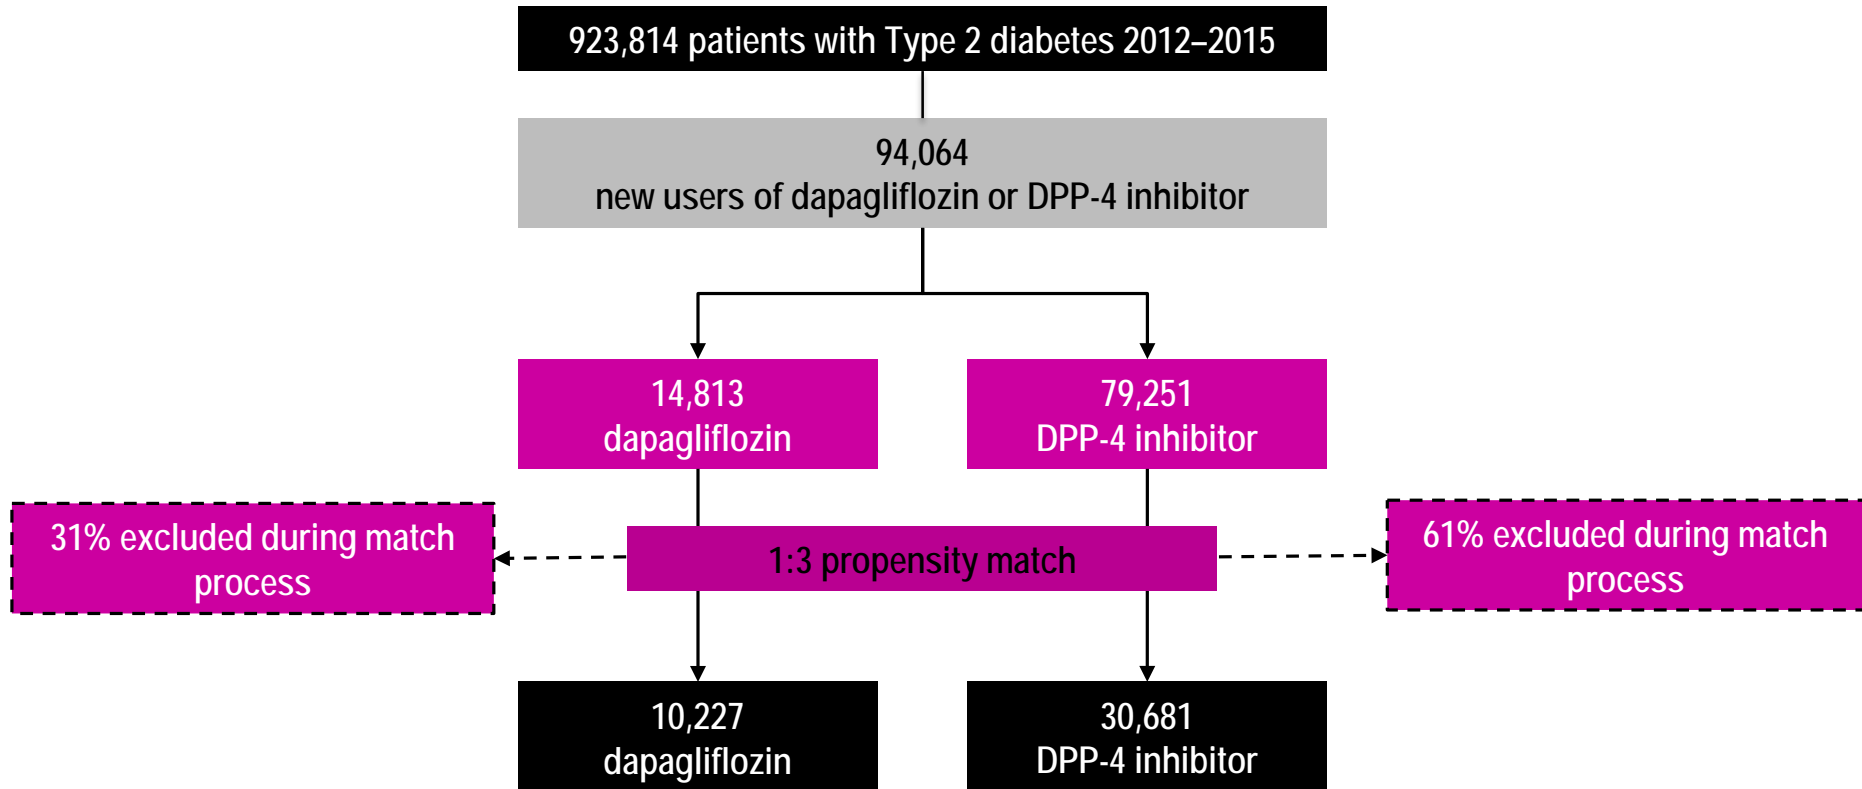 923,814 patients with Type 2 diabetes 2012–2015
94,064
new users of dapagliflozin or DPP-4 inhibitor
14,813
dapagliflozin
79,251
DPP-4 inhibitor
31% excluded during match
process
1:3 propensity match
61% excluded during match
process
10,227
dapagliflozin
30,681
DPP-4 inhibitor